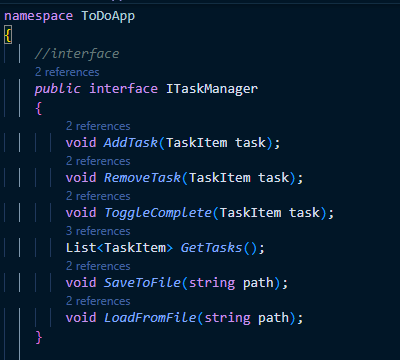 namespace ToDoApp
{
//interface
2 references
public interface ITaskManager
{
2 references
void AddTask(TaskItem task);
2 references
void RemoveTask(TaskItem task);
2 references
void ToggleComplete(TaskItem task);
3 references
List<TaskItem> GetTasks();
2 references
void SaveToFile(string path);
2 references
void LoadFromFile(string path);
}